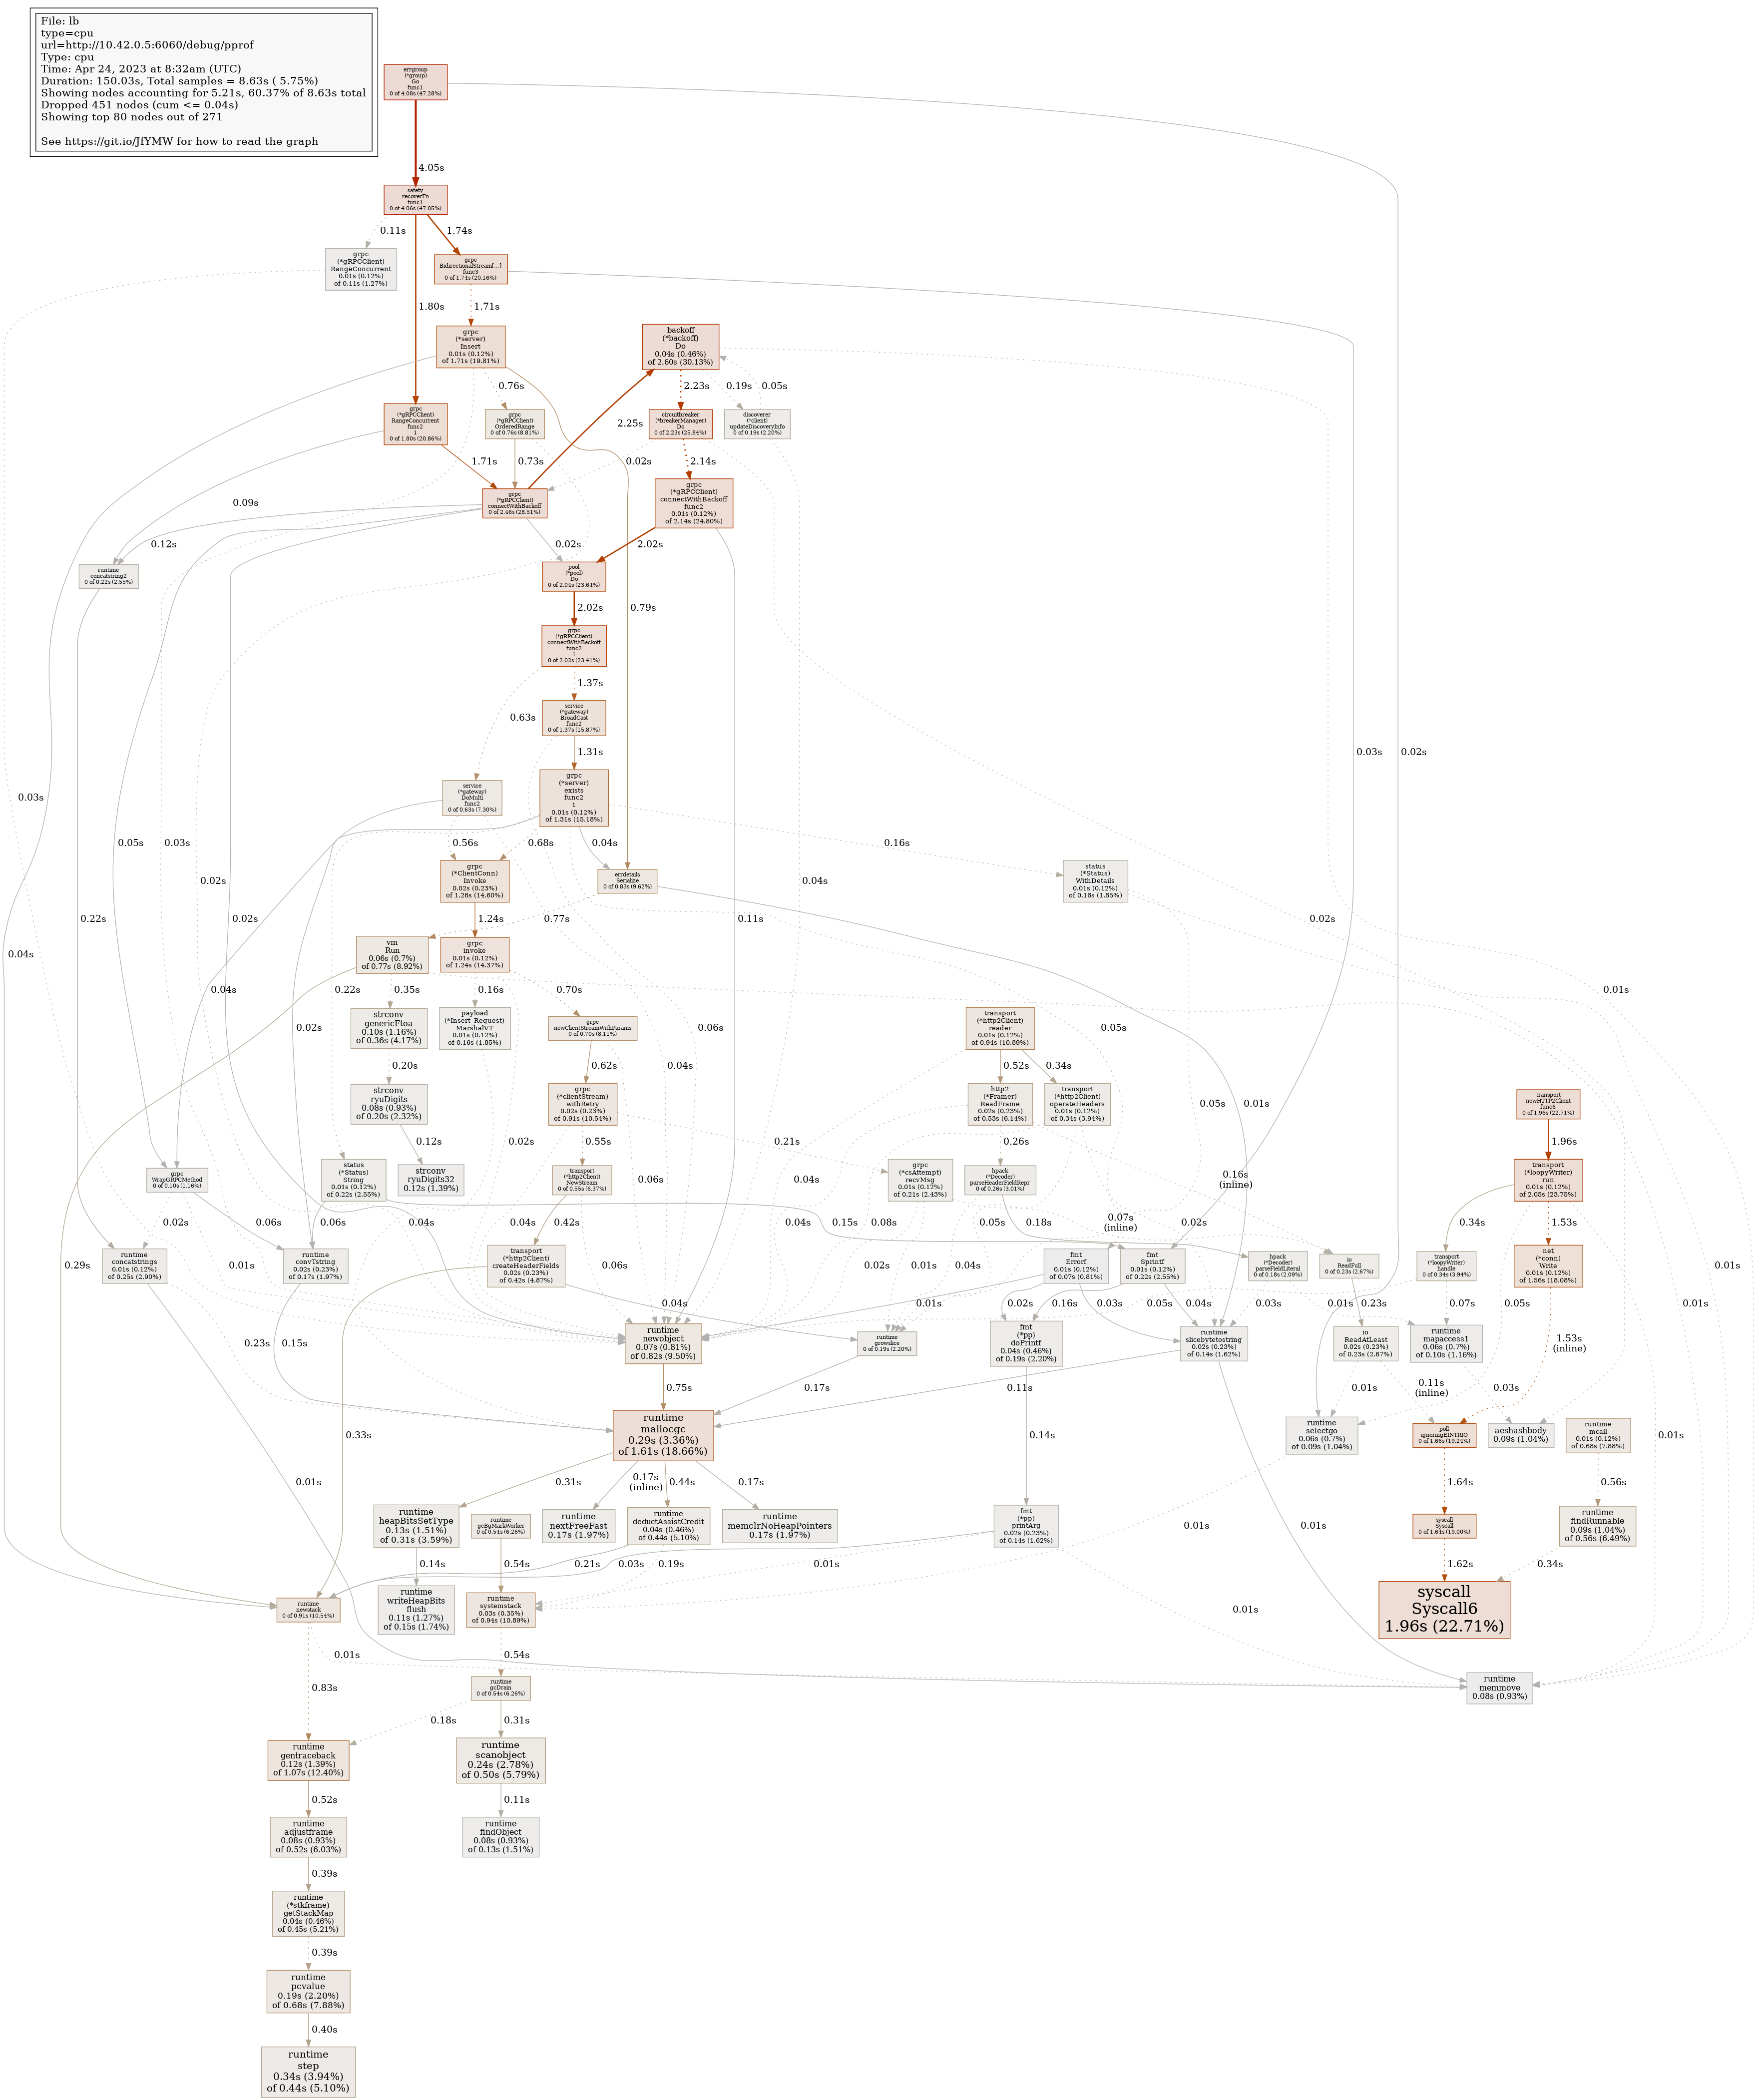 File: lb
type=cpu
url=http://10.42.0.5:6060/debug/pprof
Type: cpu
Time: Apr 24, 2023 at 8:32am (UTC)
Duration: 150.03s, Total samples = 8.63s ( 5.75%)
Showing nodes accounting for 5.21s, 60.37% of 8.63s total
Dropped 451 nodes (cum <= 0.04s)
Showing top 80 nodes out of 271
See https://git.io/JfYMW for how to read the graph
errgroup
(*group)
Go
func1
0 of 4.08s (47.28%)
4.05s
safety
recoverFn
func1
0 of 4.06s (47.05%)
0.11s
1.74s
grpc
(*gRPCClient)
RangeConcurrent
0.01s (0.12%)
of 0.11s (1.27%)
grpc
BidirectionalStream[...]
func3
0 of 1.74s (20.16%)
1.80s
1.71s
grpc
(*server)
Insert
0.01s (0.12%)
of 1.71s (19.81%)
backoff
(*backoff)
Do
0.04s (0.46%)
of 2.60s (30.13%)
0.76s
2.23s
0.19s
0.05s
grpc
(*gRPCClient)
RangeConcurrent
func2
1
0 of 1.80s (20.86%)
grpc
(*gRPCClient)
OrderedRange
0 of 0.76s (8.81%)
2.25s
circuitbreaker
(*breakerManager)
Do
0 of 2.23s (25.84%)
discoverer
(*client)
updateDiscoveryInfo
0 of 0.19s (2.20%)
1.71s
0.73s
0.02s
2.14s
0.09s
grpc
(*gRPCClient)
connectWithBackoff
0 of 2.46s (28.51%)
grpc
(*gRPCClient)
connectWithBackoff
func2
0.01s (0.12%)
of 2.14s (24.80%)
0.12s
0.02s
2.02s
runtime
concatstring2
0 of 0.22s (2.55%)
pool
(*pool)
Do
0 of 2.04s (23.64%)
2.02s
0.79s
grpc
(*gRPCClient)
connectWithBackoff
func2
1
0 of 2.02s (23.41%)
1.37s
0.63s
service
(*gateway)
BroadCast
func2
0 of 1.37s (15.87%)
0.03s
0.02s
1.31s
service
(*gateway)
DoMulti
func2
0 of 0.63s (7.30%)
grpc
(*server)
exists
func2
1
0.01s (0.12%)
of 1.31s (15.18%)
0.03s
0.05s
0.03s
0.02s
0.56s
0.68s
0.04s
0.16s
0.04s
0.02s
grpc
(*ClientConn)
Invoke
0.02s (0.23%)
of 1.26s (14.60%)
errdetails
Serialize
0 of 0.83s (9.62%)
status
(*Status)
WithDetails
0.01s (0.12%)
of 0.16s (1.85%)
0.22s
0.02s
1.24s
0.77s
0.11s
0.04s
vm
Run
0.06s (0.7%)
of 0.77s (8.92%)
grpc
invoke
0.01s (0.12%)
of 1.24s (14.37%)
0.04s
0.22s
0.35s
0.16s
0.70s
0.01s
0.02s
strconv
genericFtoa
0.10s (1.16%)
of 0.36s (4.17%)
payload
(*Insert_Request)
MarshalVT
0.01s (0.12%)
of 0.16s (1.85%)
grpc
newClientStreamWithParams
0 of 0.70s (8.11%)
0.06s
transport
(*http2Client)
reader
0.01s (0.12%)
of 0.94s (10.89%)
0.05s
0.20s
0.62s
0.04s
0.52s
0.34s
strconv
ryuDigits
0.08s (0.93%)
of 0.20s (2.32%)
grpc
(*clientStream)
withRetry
0.02s (0.23%)
of 0.91s (10.54%)
http2
(*Framer)
ReadFrame
0.02s (0.23%)
of 0.53s (6.14%)
transport
(*http2Client)
operateHeaders
0.01s (0.12%)
of 0.34s (3.94%)
0.05s
0.01s
transport
newHTTP2Client
func6
0 of 1.96s (22.71%)
0.12s
0.02s
0.55s
0.21s
0.26s
1.96s
grpc
WrapGRPCMethod
0 of 0.10s (1.16%)
status
(*Status)
String
0.01s (0.12%)
of 0.22s (2.55%)
strconv
ryuDigits32
0.12s (1.39%)
transport
(*http2Client)
NewStream
0 of 0.55s (6.37%)
0.06s
0.04s
grpc
(*csAttempt)
recvMsg
0.01s (0.12%)
of 0.21s (2.43%)
hpack
(*Decoder)
parseHeaderFieldRepr
0 of 0.26s (3.01%)
0.16s
(inline)
transport
(*loopyWriter)
run
0.01s (0.12%)
of 2.05s (23.75%)
0.02s
0.06s
0.06s
0.04s
0.04s
0.42s
0.04s
0.15s
0.08s
0.05s
0.18s
0.07s
(inline)
0.02s
0.34s
1.53s
runtime
concatstrings
0.01s (0.12%)
of 0.25s (2.90%)
0.01s
runtime
convTstring
0.02s (0.23%)
of 0.17s (1.97%)
transport
(*http2Client)
createHeaderFields
0.02s (0.23%)
of 0.42s (4.87%)
0.06s
0.02s
0.01s
0.04s
fmt
Errorf
0.01s (0.12%)
of 0.07s (0.81%)
fmt
Sprintf
0.01s (0.12%)
of 0.22s (2.55%)
hpack
(*Decoder)
parseFieldLiteral
0 of 0.18s (2.09%)
io
ReadFull
0 of 0.23s (2.67%)
transport
(*loopyWriter)
handle
0 of 0.34s (3.94%)
net
(*conn)
Write
0.01s (0.12%)
of 1.56s (18.08%)
0.29s
0.04s
0.01s
0.02s
0.16s
0.03s
0.04s
0.05s
0.03s
0.01s
0.23s
0.07s
0.05s
0.01s
0.01s
0.23s
0.15s
runtime
newobject
0.07s (0.81%)
of 0.82s (9.50%)
runtime
growslice
0 of 0.19s (2.20%)
fmt
(*pp)
doPrintf
0.04s (0.46%)
of 0.19s (2.20%)
runtime
slicebytetostring
0.02s (0.23%)
of 0.14s (1.62%)
io
ReadAtLeast
0.02s (0.23%)
of 0.23s (2.67%)
runtime
mapaccess1
0.06s (0.7%)
of 0.10s (1.16%)
1.53s
(inline)
0.33s
0.75s
0.17s
0.11s
0.01s
0.11s
(inline)
0.03s
runtime
mallocgc
0.29s (3.36%)
of 1.61s (18.66%)
runtime
selectgo
0.06s (0.7%)
of 0.09s (1.04%)
poll
ignoringEINTRIO
0 of 1.66s (19.24%)
aeshashbody
0.09s (1.04%)
runtime
mcall
0.01s (0.12%)
of 0.68s (7.88%)
0.01s
0.14s
0.01s
0.31s
0.17s
(inline)
0.44s
0.17s
1.64s
0.56s
runtime
heapBitsSetType
0.13s (1.51%)
of 0.31s (3.59%)
runtime
gcBgMarkWorker
0 of 0.54s (6.26%)
runtime
nextFreeFast
0.17s (1.97%)
runtime
deductAssistCredit
0.04s (0.46%)
of 0.44s (5.10%)
runtime
memclrNoHeapPointers
0.17s (1.97%)
fmt
(*pp)
printArg
0.02s (0.23%)
of 0.14s (1.62%)
0.01s
0.01s
syscall
Syscall
0 of 1.64s (19.00%)
runtime
findRunnable
0.09s (1.04%)
of 0.56s (6.49%)
0.14s
0.54s
0.21s
0.03s
0.19s
0.01s
1.62s
0.34s
runtime
newstack
0 of 0.91s (10.54%)
runtime
writeHeapBits
flush
0.11s (1.27%)
of 0.15s (1.74%)
runtime
systemstack
0.03s (0.35%)
of 0.94s (10.89%)
0.01s
syscall
Syscall6
1.96s (22.71%)
0.83s
0.01s
0.54s
runtime
gcDrain
0 of 0.54s (6.26%)
runtime
memmove
0.08s (0.93%)
0.18s
0.31s
runtime
gentraceback
0.12s (1.39%)
of 1.07s (12.40%)
runtime
scanobject
0.24s (2.78%)
of 0.50s (5.79%)
0.52s
0.11s
runtime
adjustframe
0.08s (0.93%)
of 0.52s (6.03%)
runtime
findObject
0.08s (0.93%)
of 0.13s (1.51%)
0.39s
runtime
(*stkframe)
getStackMap
0.04s (0.46%)
of 0.45s (5.21%)
0.39s
runtime
pcvalue
0.19s (2.20%)
of 0.68s (7.88%)
0.40s
runtime
step
0.34s (3.94%)
of 0.44s (5.10%)